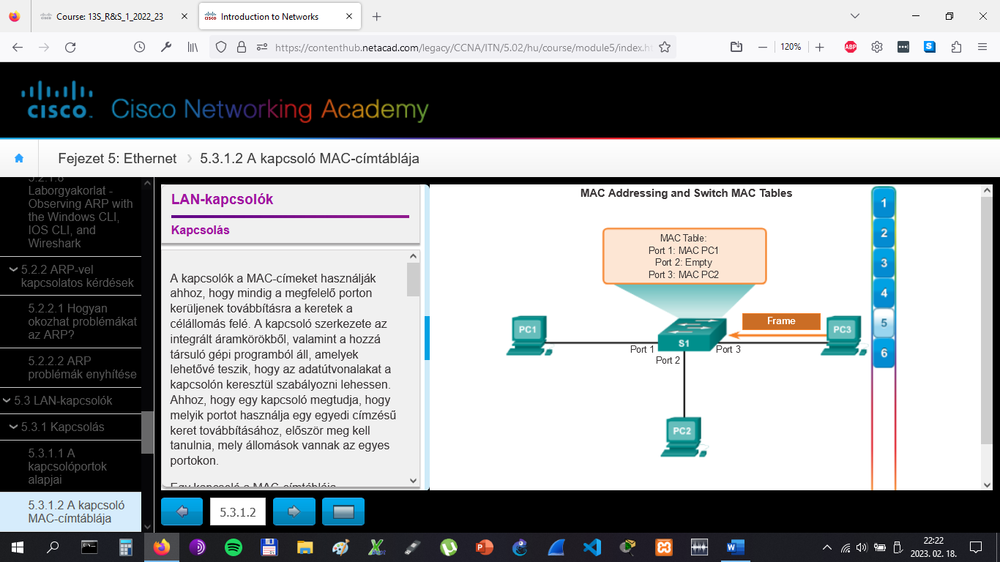 Course: 13S_R&S_1_2022_23
Introduction to Networks
https://contenthub.netacad.com/legacy/CCNA/ITN/5.02/hu/course/module5/index.h
120%
ABP
CISCO
Cisco Networking Academy
Fejezet 5: Ethernet
5.3.1.2 A kapcsoló MAC-címtáblája
5.2.1.8
Laborgyakorlat -
Observing ARP with
the Windows CLI,
IOS CLI, and
Wireshark
5.2.2 ARP-vel
kapcsolatos kérdések
5.2.2.1 Hogyan
okozhat problémákat
az ARP?
5.2.2.2 ARP
problémák enyhítése
5.3 LAN-kapcsolók
5.3.1 Kapcsolás
5.3.1.1 A
kapcsolóportok
alapjai
5.3.1.2 A kapcsoló
MAC-címtáblája
LAN-kapcsolók
Kapcsolás
A kapcsolók a MAC-címeket használják
ahhoz, hogy mindig a megfelelő porton
kerüljenek továbbításra a keretek a
célállomás felé. A kapcsoló szerkezete az
integrált áramkörökből, valamint a hozzá
társuló gépi programból áll, amelyek
lehetővé teszik, hogy az adatútvonalakat a
kapcsolón keresztül szabályozni lehessen.
Ahhoz, hogy egy kapcsoló megtudja, hogy
melyik portot használja egy egyedi címzésű
keret továbbításához, először meg kell
tanulnia, mely állomások vannak az egyes
portokon.
Egy kapcsoló a MAC-címtáblája
MAC Addressing and Switch MAC Tables
MAC Table:
Port 1: MAC PC1
Port 2: Empty
Port 3: MAC PC2
PC1
S1
Frame
PC3
Port 1
Port 2
Port 3
PC2
1
2
3
4
5
6
5.3.1.2
22:22
2023. 02. 18.